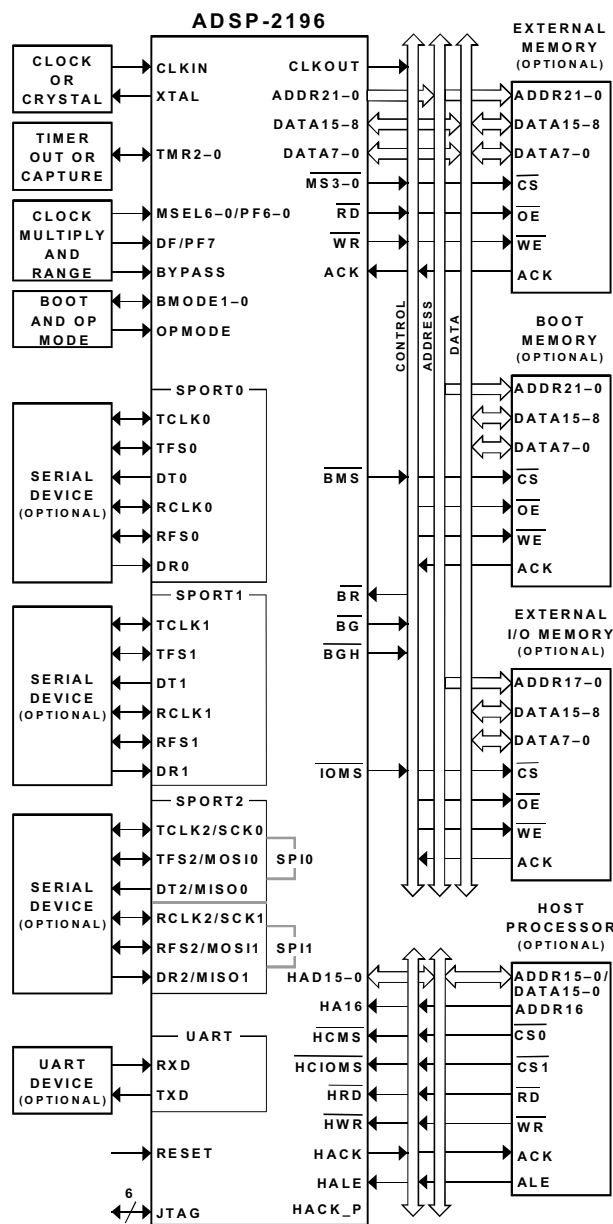 ADSP-2196
CLOCK
OR
CRYSTAL
TIMER
OUT OR
CAPTURE
CLOCK
MULTIPLY
AND
RANGE
BOOT
AND OP
MODE
SERIAL
DEVICE
(OPTIONAL)
SERIAL
DEVICE
(OPTIONAL)
SERIAL
DEVICE
(OPTIONAL)
UART
DEVICE
(OPTIONAL)
6
CLKIN
XTAL
TMR2-0
MSEL6-0/PF6-0
DF/PF7
BYPASS
BMODE1-0
OPMODE
SPORT0
TCLK0
TFS0
DT0
RCLK0
RFS0
DR0
SPORT1
TCLK1
TFS1
DT1
RCLK1
RFS1
DR1
SPORT2
TCLK2/SCK0
TFS2/MOSI0
SPI0
DT2/MISO0
RCLK2/SCK1
RFS2/MOSI1
SPI1
DR2/MISO1
UART
RXD
TXD
RESET
JTAG
CLKOUT
ADDR21-0
DATA15-8
DATA7-0
MS3-0
RD
WR
ACK
BMS
BR
BG
BGH
IOMS
HAD15-0
HA16
HCMS
HCIOMS
HRD
HWR
HACK
HALE
HACK_P
CONTROL
ADDRESS
DATA
EXTERNAL
MEMORY
(OPTIONAL)
ADDR21-0
DATA15-8
DATA7-0
CS
OE
WE
ACK
BOOT
MEMORY
(OPTIONAL)
ADDR21-0
DATA15-8
DATA7-0
CS
OE
WE
ACK
EXTERNAL
I/O MEMORY
(OPTIONAL)
ADDR17-0
DATA15-8
DATA7-0
CS
OE
WE
ACK
HOST
PROCESSOR
(OPTIONAL)
ADDR15-0/
DATA15-0
ADDR16
CS0
CS1
RD
WR
ACK
ALE